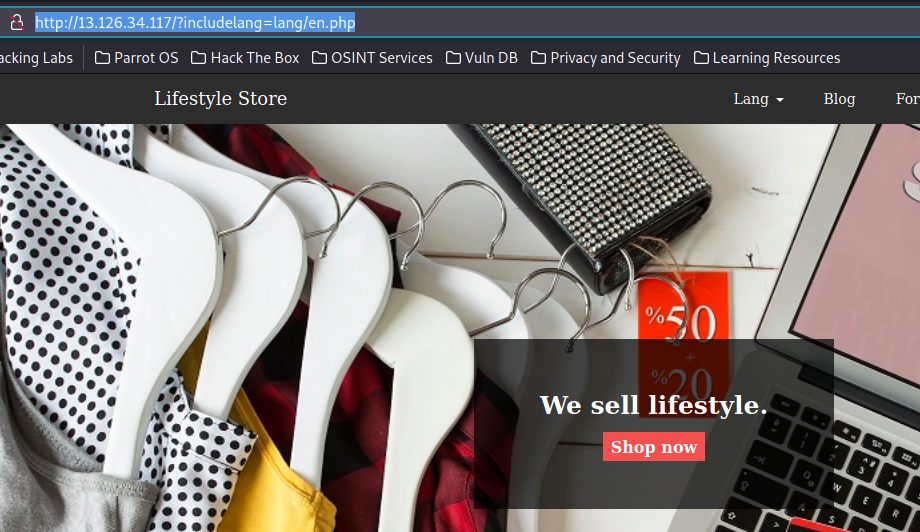 http://13.126.34.117/?includelang=lang/en.php
acking Labs Parrot OS Hack The Box OSINT Services Vuln DB Privacy and Security Learning Resources
Lifestyle Store Lang Blog For
%50
+
%20
We sell lifestyle.
Shop now